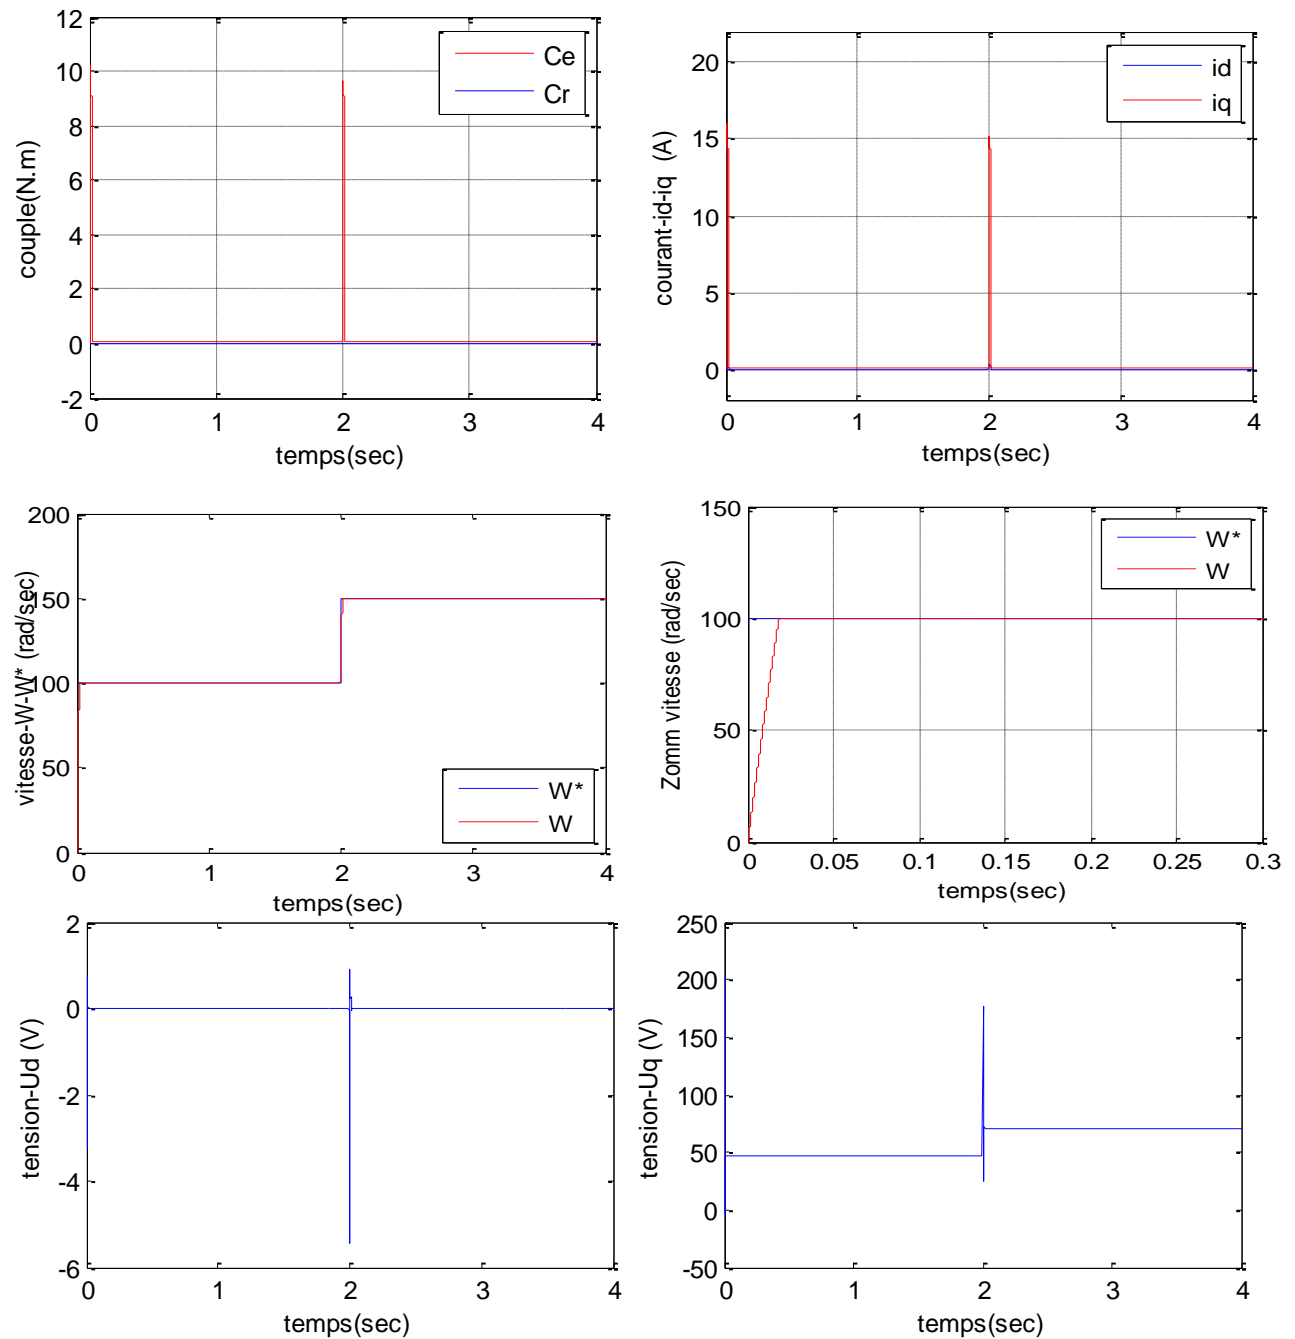 12
10
8
6
4
2
0
-2
couple(N.m)
Ce
Cr
0 1 2 3 4
temps(sec)
20
15
10
5
0
courant-id-iq (A)
id
iq
0 1 2 3 4
temps(sec)
200
150
100
50
0
vitesse-W-W* (rad/sec)
W*
W
0 1 2 3 4
temps(sec)
150
100
50
0
Zomm vitesse (rad/sec)
W*
W
0 0.05 0.1 0.15 0.2 0.25 0.3
temps(sec)
2
0
-2
-4
-6
tension-Ud (V)
0 1 2 3 4
temps(sec)
250
200
150
100
50
0
-50
tension-Uq (V)
0 1 2 3 4
temps(sec)